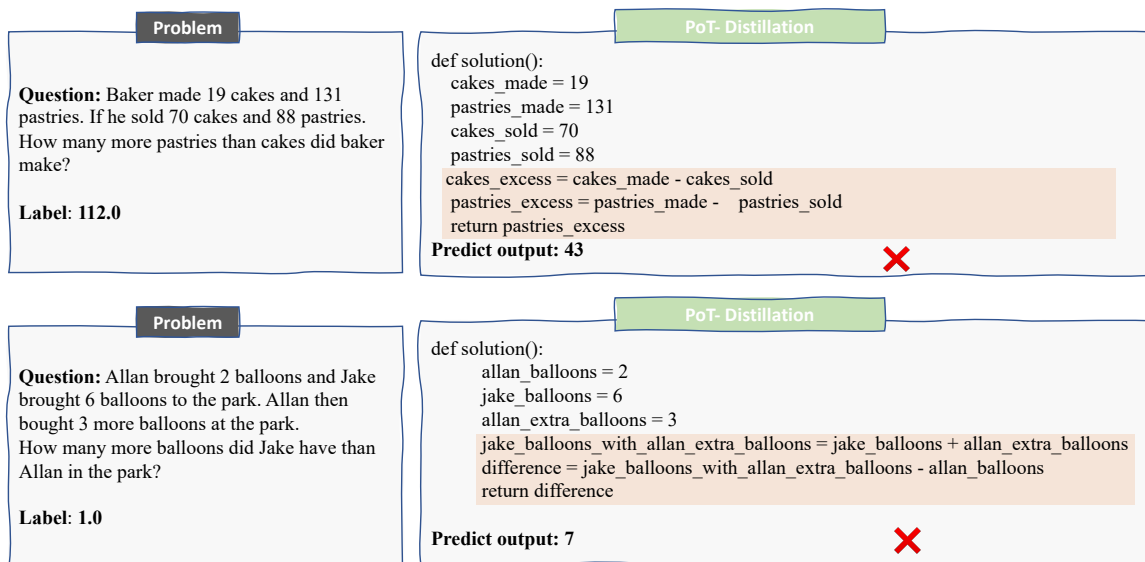 Problem
Question: Baker made 19 cakes and 131
pastries. If he sold 70 cakes and 88 pastries.
How many more pastries than cakes did baker
make?
Label: 112.0
PoT- Distillation
def solution():
cakes_made = 19
pastries_made = 131
cakes_sold = 70
pastries_sold = 88
cakes_excess = cakes_made - cakes_sold
pastries_excess = pastries_made - pastries_sold
return pastries_excess
Predict output: 43
Problem
Question: Allan brought 2 balloons and Jake
brought 6 balloons to the park. Allan then
bought 3 more balloons at the park.
How many more balloons did Jake have than
Allan in the park?
Label: 1.0
PoT- Distillation
def solution():
allan_balloons = 2
jake_balloons = 6
allan_extra_balloons = 3
jake_balloons_with_allan_extra_balloons = jake_balloons + allan_extra_balloons
difference = jake_balloons_with_allan_extra_balloons - allan_balloons
return difference
Predict output: 7